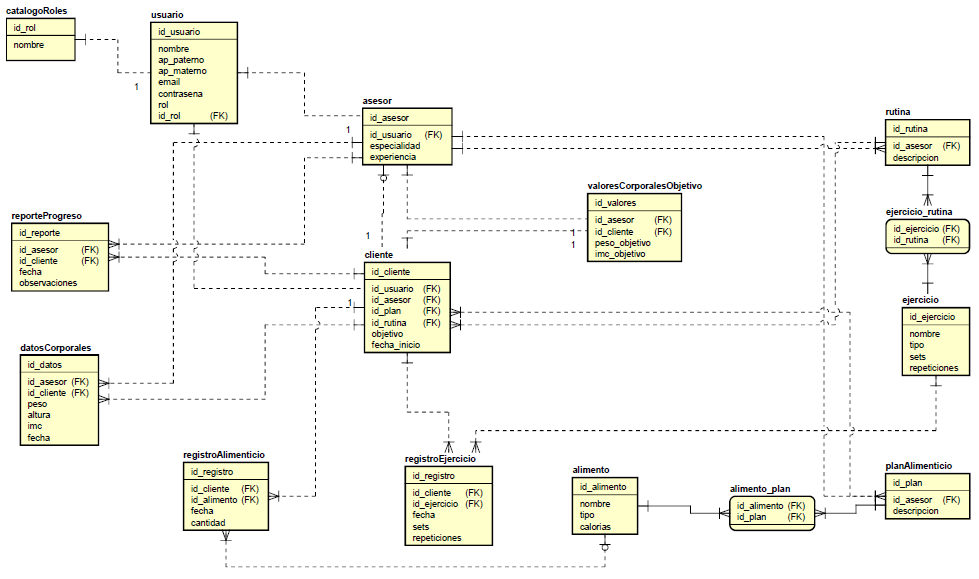 catalogoRoles
id_rol
nombre
usuario
id_usuario
nombre
ap_paterno
ap_materno
email
contrasena
rol
id_rol (FK)
1
asesor
id_asesor
id_usuario (FK)
especialidad
experiencia
1
rutina
id_rutina
id_asesor (FK)
descripcion
valoresCorporalesObjetivo
id_valores
id_asesor (FK)
id_cliente (FK)
peso_objetivo
imc_objetivo
1
1
reporteProgreso
id_reporte
id_asesor (FK)
id_cliente (FK)
fecha
observaciones
ejercicio_rutina
id_ejercicio (FK)
id_rutina (FK)
1
cliente
id_cliente
id_usuario (FK)
id_asesor (FK)
id_plan (FK)
id_rutina (FK)
objetivo
fecha_inicio
1
ejercicio
id_ejercicio
nombre
tipo
sets
repeticiones
datosCorporales
id_datos
id_asesor (FK)
id_cliente (FK)
peso
altura
imc
fecha
registroAlimenticio
id_registro
id_cliente (FK)
id_alimento (FK)
fecha
cantidad
registroEjercicio
id_registro
id_cliente (FK)
id_ejercicio (FK)
fecha
sets
repeticiones
alimento
id_alimento
nombre
tipo
calorias
alimento_plan
id_alimento (FK)
id_plan (FK)
planAlimenticio
id_plan
id_asesor (FK)
descripcion